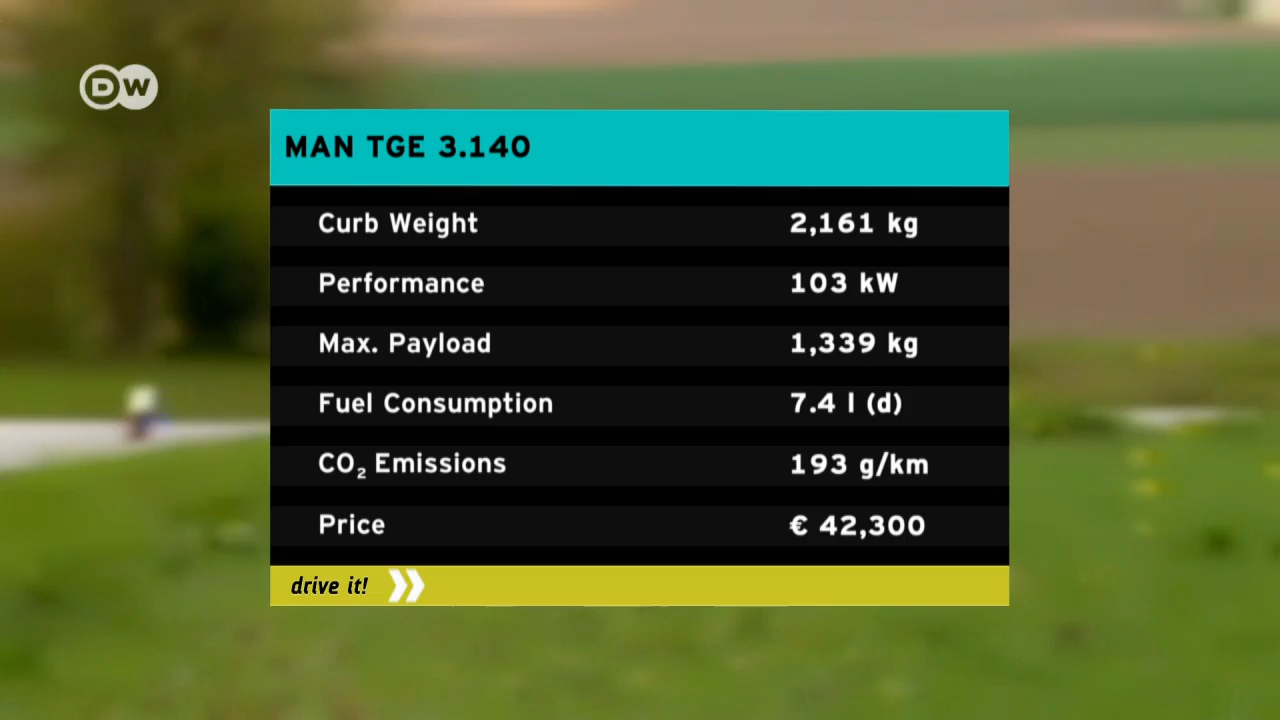 DW
MAN TGE 3.140
Curb Weight 2,161 kg
Performance 103 kW
Max. Payload 1,339 kg
Fuel Consumption 7.4 l (d)
CO₂ Emissions 193 g/km
Price € 42,300
drive it!